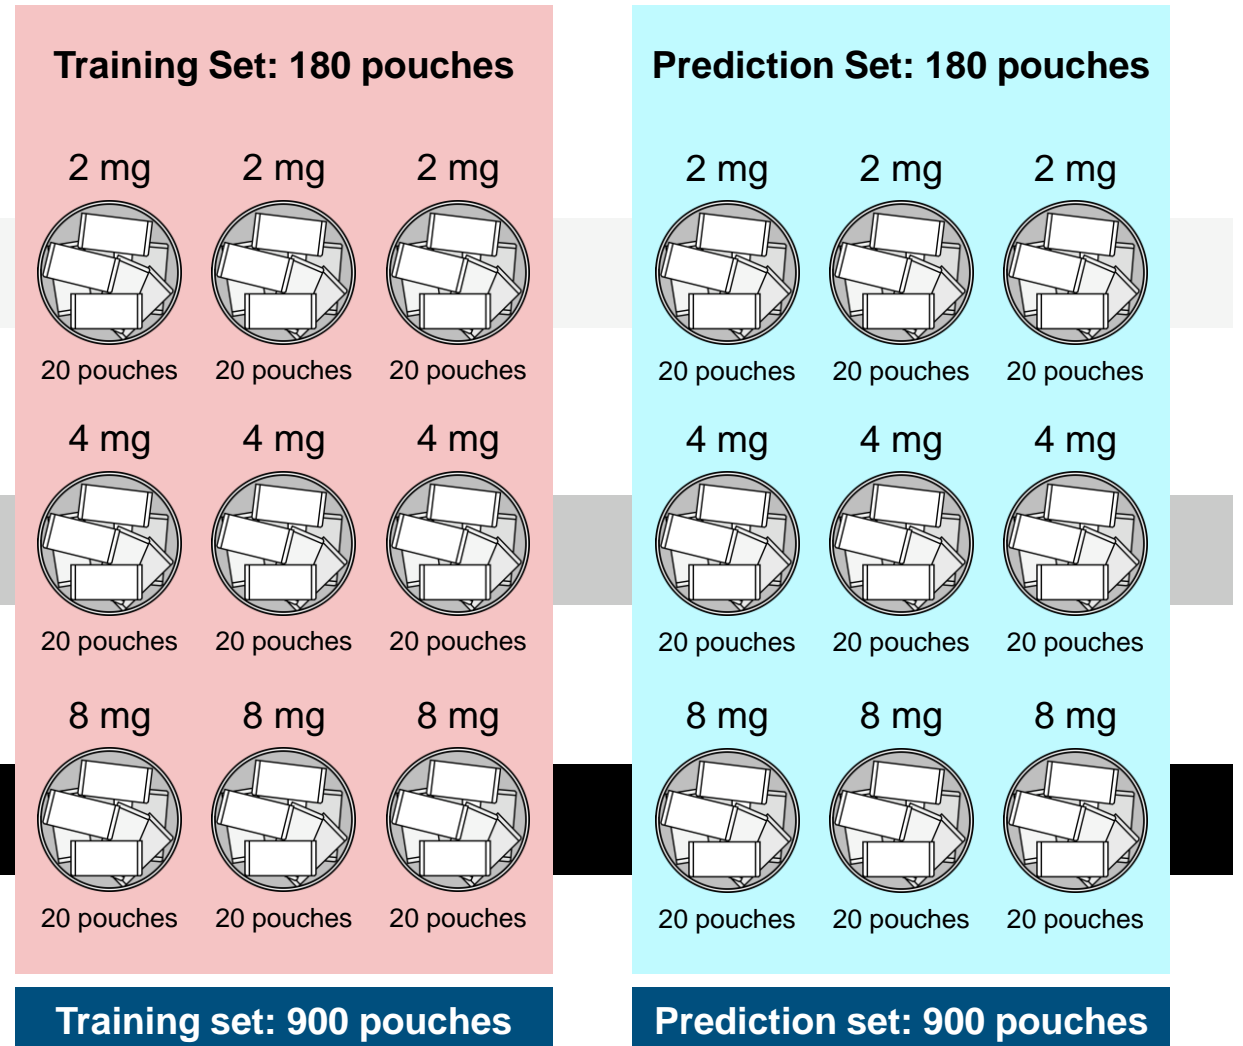 Training Set: 180 pouches
2 mg 2 mg 2 mg
20 pouches 20 pouches 20 pouches
4 mg 4 mg 4 mg
20 pouches 20 pouches 20 pouches
8 mg 8 mg 8 mg
20 pouches 20 pouches 20 pouches
Training set: 900 pouches
Prediction Set: 180 pouches
2 mg 2 mg 2 mg
20 pouches 20 pouches 20 pouches
4 mg 4 mg 4 mg
20 pouches 20 pouches 20 pouches
8 mg 8 mg 8 mg
20 pouches 20 pouches 20 pouches
Prediction set: 900 pouches